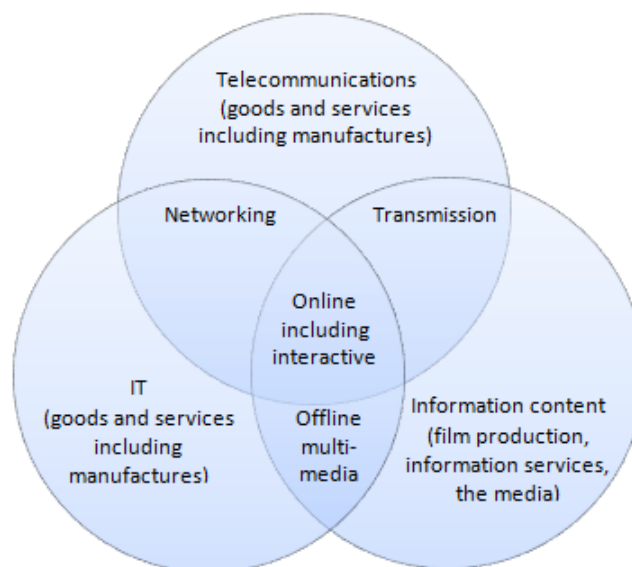 Telecommunications
(goods and services
including manufactures)
Networking
Transmission
Online
including
interactive
IT
(goods and services
including
manufactures)
Offline
multi-
media
Information content
(film production,
information services,
the media)